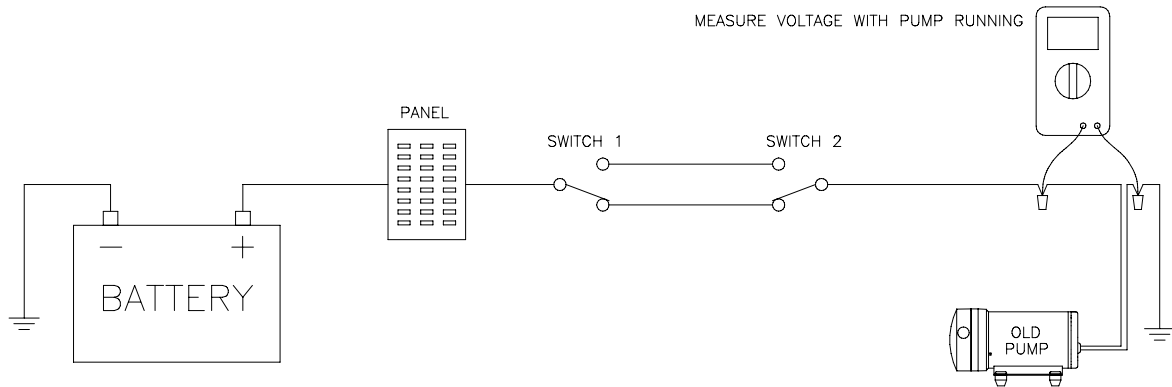 MEASURE VOLTAGE WITH PUMP RUNNING
PANEL
SWITCH 1
SWITCH 2
− +
BATTERY
OLD
PUMP